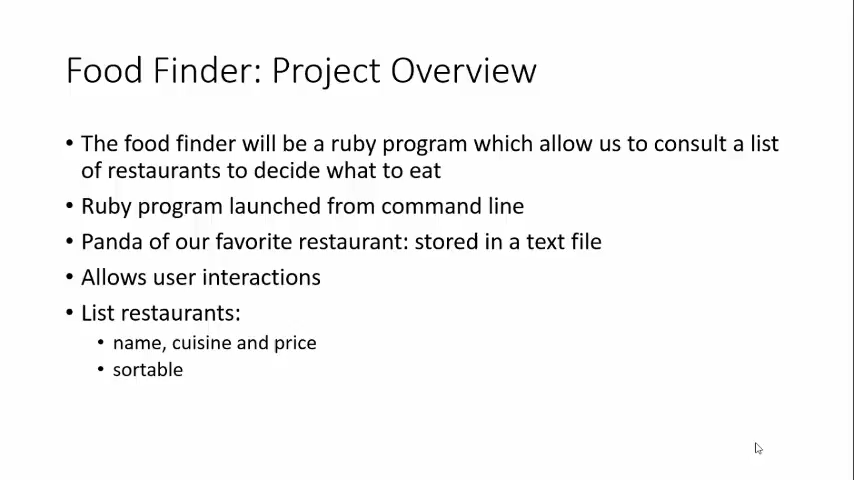 Food Finder: Project Overview
• The food finder will be a ruby program which allow us to consult a list
of restaurants to decide what to eat
• Ruby program launched from command line
• Panda of our favorite restaurant: stored in a text file
• Allows user interactions
• List restaurants:
• name, cuisine and price
• sortable